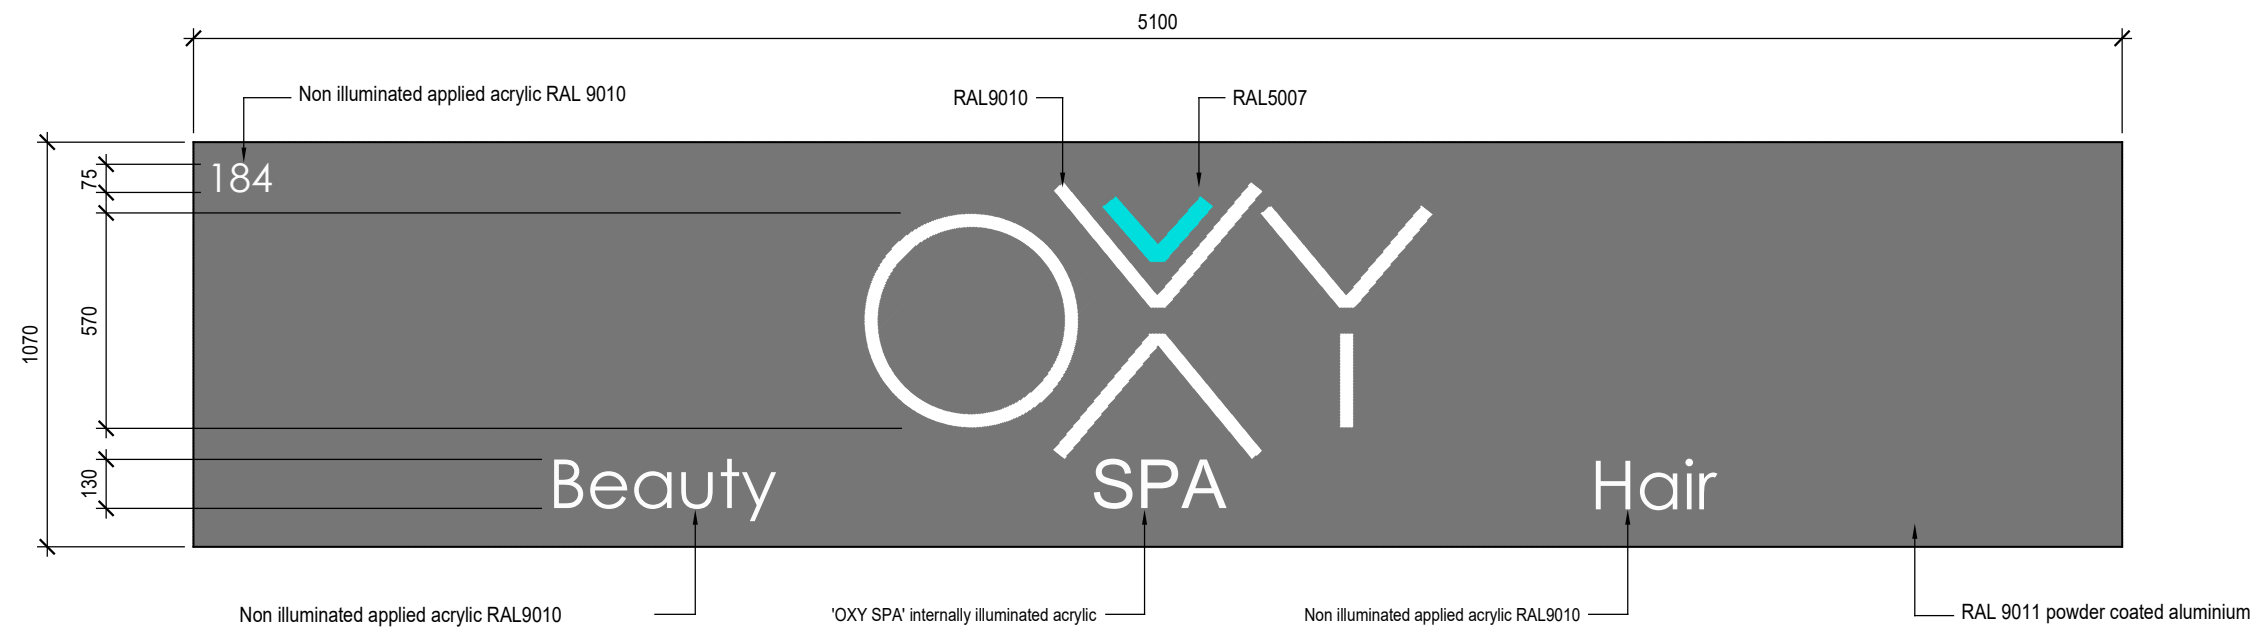 5100
Non illuminated applied acrylic RAL 9010
RAL9010
RAL5007
184
75
570
1070
130
OXY
Beauty
SPA
Hair
Non illuminated applied acrylic RAL9010
'OXY SPA' internally illuminated acrylic
Non illuminated applied acrylic RAL9010
RAL 9011 powder coated aluminium